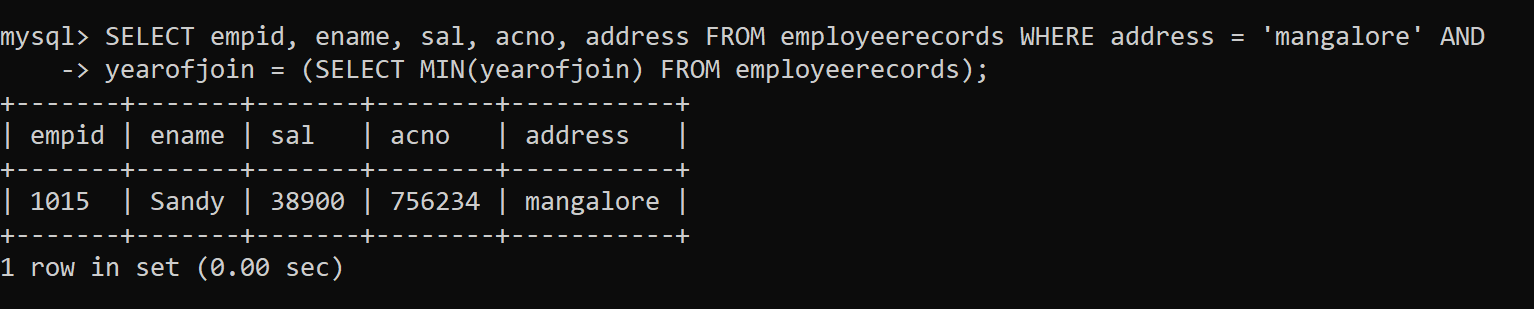 mysql> SELECT empid, ename, sal, acno, address FROM employeerecords WHERE address = 'mangalore' AND
    -> yearofjoin = (SELECT MIN(yearofjoin) FROM employeerecords);
+-------+-------+-------+--------+-----------+
| empid | ename | sal   | acno   | address   |
+-------+-------+-------+--------+-----------+
| 1015  | Sandy | 38900 | 756234 | mangalore |
+-------+-------+-------+--------+-----------+
1 row in set (0.00 sec)